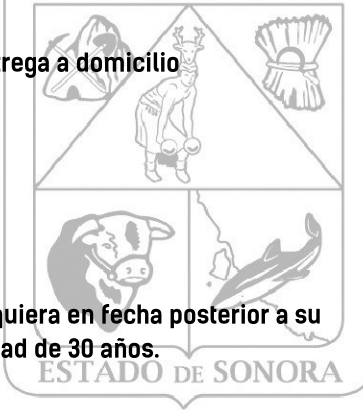 rega a domicilio
quiera en fecha posterior a su
ad de 30 años.
ESTADO DE SONORA